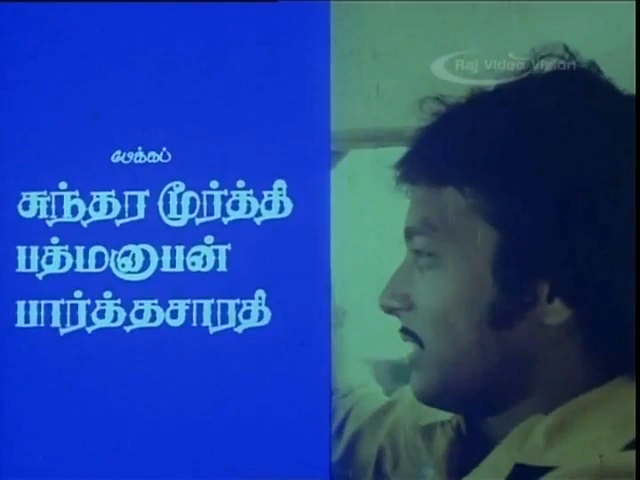 Raj Video Vision
மேக்கப்
சுந்தர மூர்த்தி
பத்மனாபன்
பார்த்தசாரதி